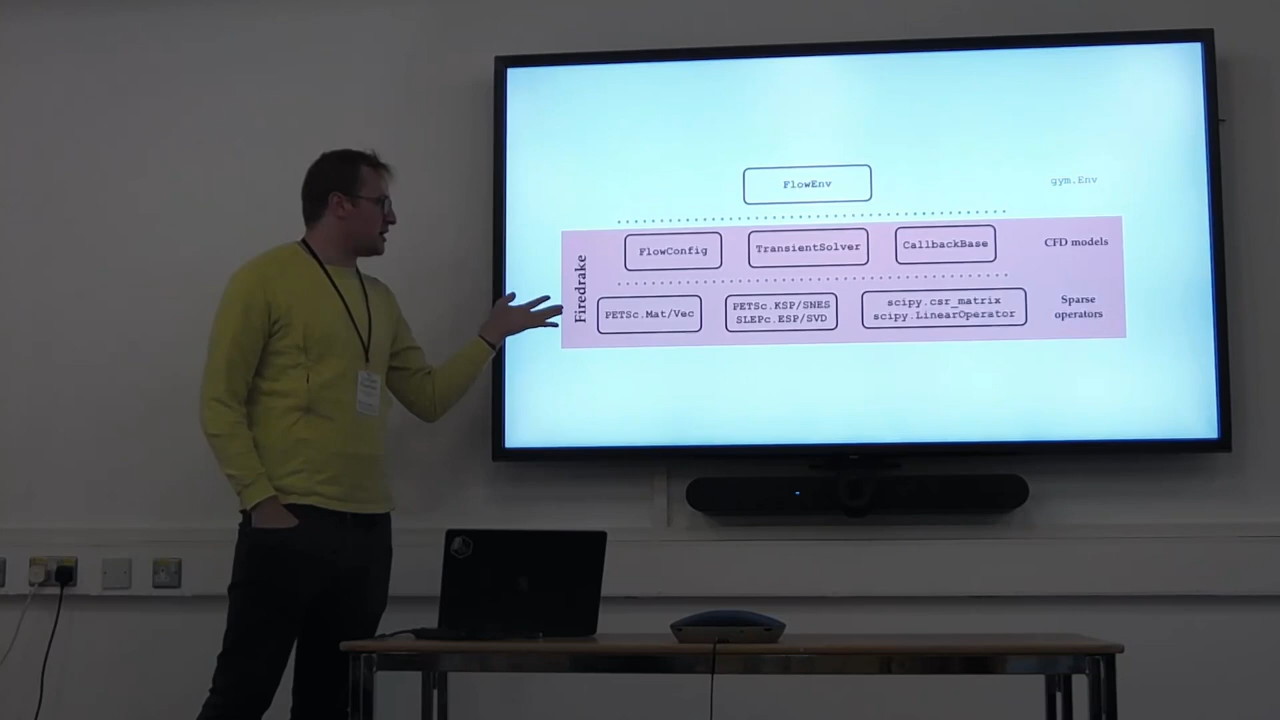 FlowEnv
gym.Env
Firedrake
FlowConfig
TransientSolver
CallbackBase
CFD models
PETSc.Mat/Vec
PETSc.KSP/SNES
SLEPc.ESP/SVD
scipy.csr_matrix
scipy.LinearOperator
Sparse
operators